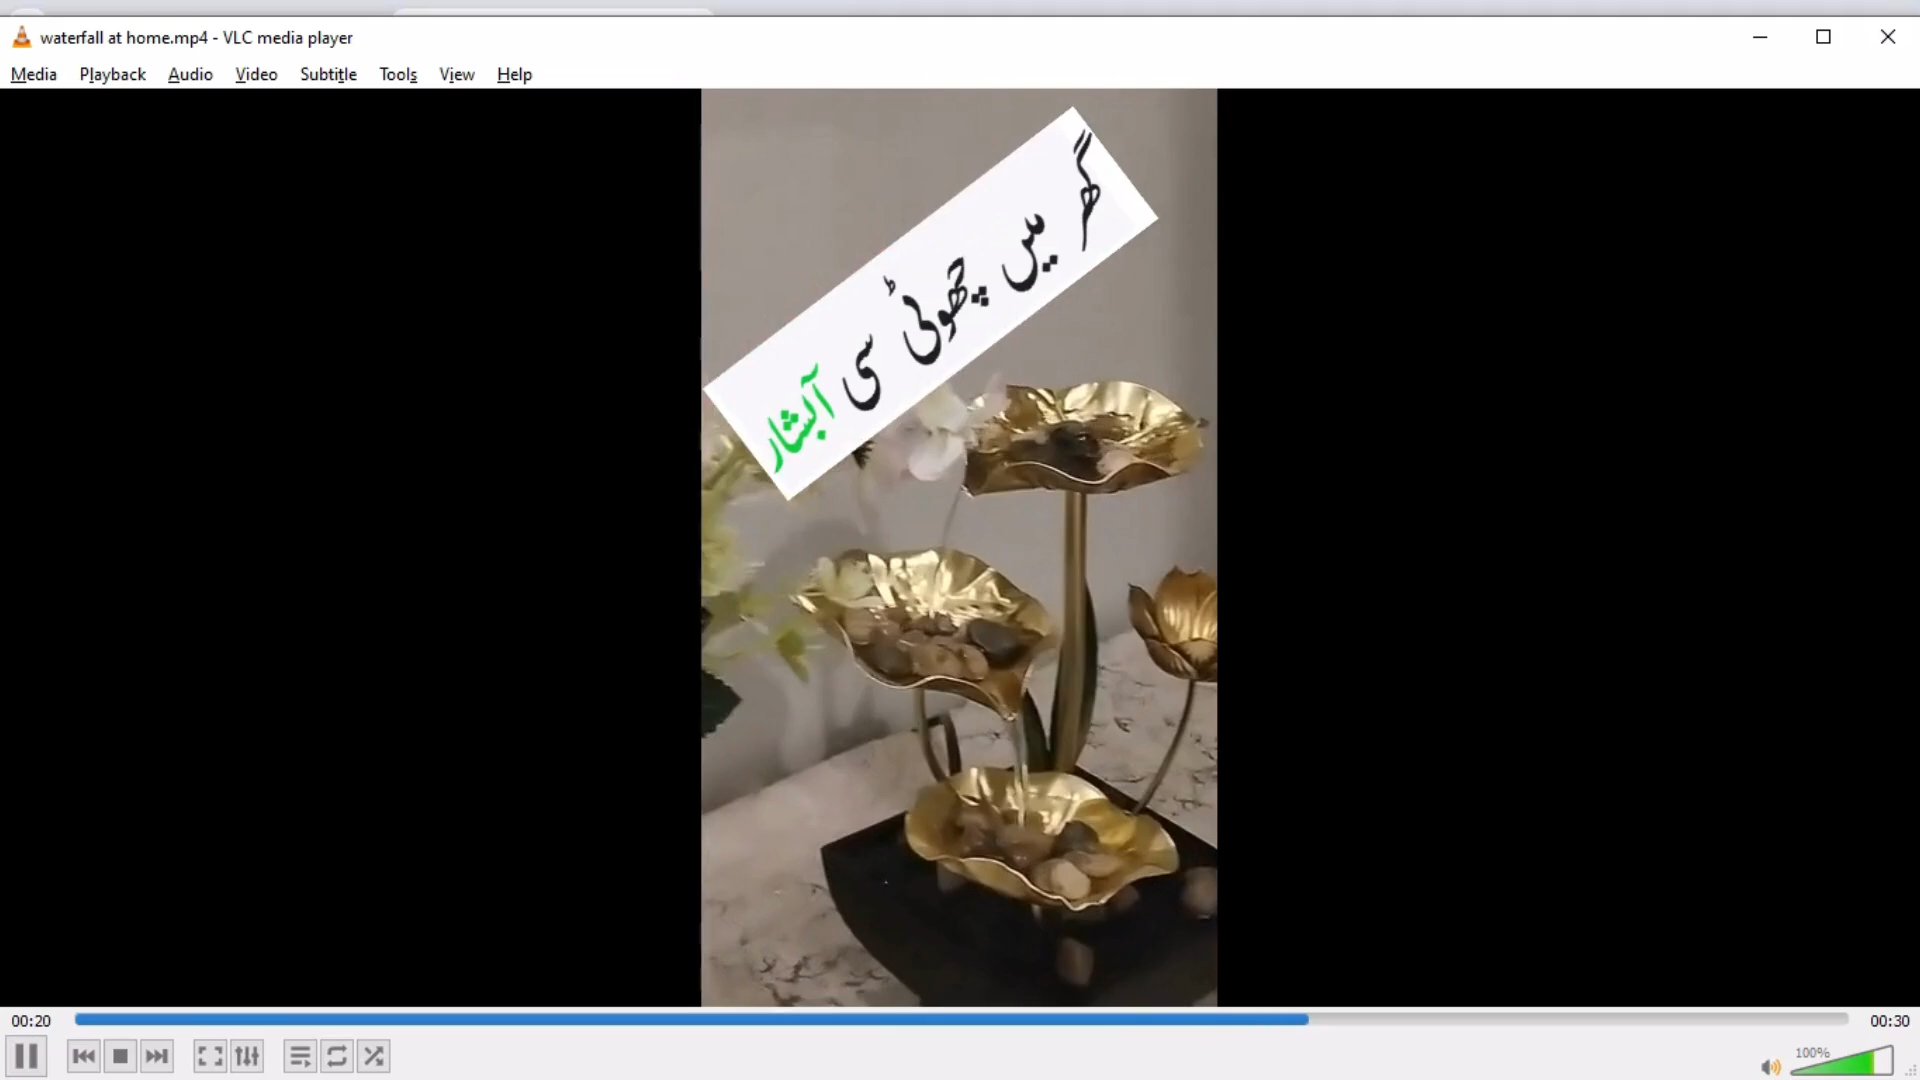 waterfall at home.mp4 - VLC media player
Media Playback Audio Video Subtitle Tools View Help
گھر میں چھوٹی سی آبشار
00:20 00:30
100%